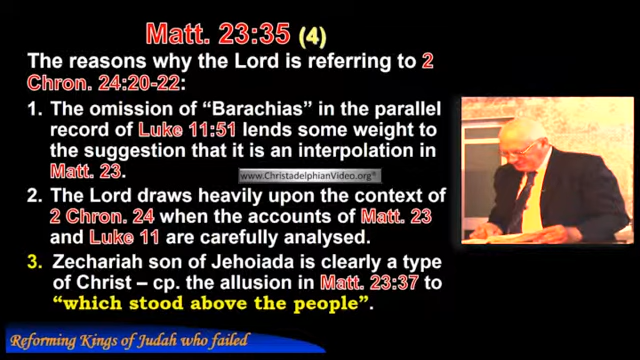 Matt. 23:35 (4)
The reasons why the Lord is referring to 2
Chron. 24:20-22:
1. The omission of “Barachias” in the parallel
record of Luke 11:51 lends some weight to
the suggestion that it is an interpolation in
Matt. 23.
www.ChristadelphianVideo.org®
2. The Lord draws heavily upon the context of
2 Chron. 24 when the accounts of Matt. 23
and Luke 11 are carefully analysed.
3. Zechariah son of Jehoiada is clearly a type
of Christ – cp. the allusion in Matt. 23:37 to
“which stood above the people”.
Reforming Kings of Judah who failed